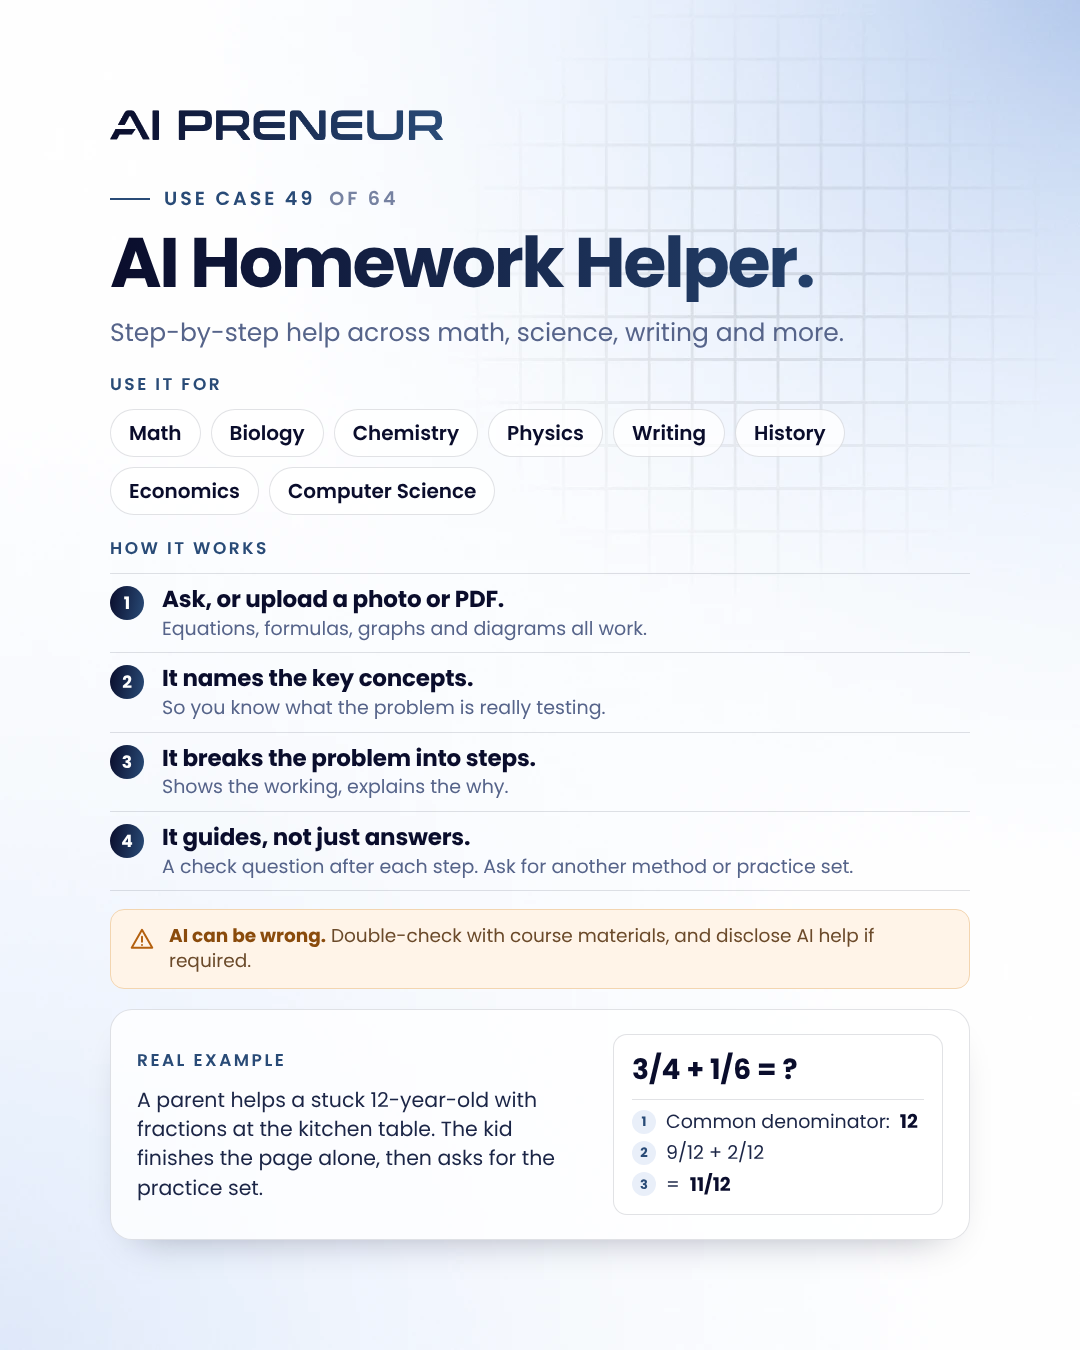 AI PRENEUR
USE CASE 49 OF 64
AI Homework Helper.
Step-by-step help across math, science, writing and more.
USE IT FOR
Math Biology Chemistry Physics Writing History
Economics Computer Science
HOW IT WORKS
1 Ask, or upload a photo or PDF.
Equations, formulas, graphs and diagrams all work.
2 It names the key concepts.
So you know what the problem is really testing.
3 It breaks the problem into steps.
Shows the working, explains the why.
4 It guides, not just answers.
A check question after each step. Ask for another method or practice set.
AI can be wrong. Double-check with course materials, and disclose AI help if
required.
REAL EXAMPLE
A parent helps a stuck 12-year-old with
fractions at the kitchen table. The kid
finishes the page alone, then asks for the
practice set.
3/4 + 1/6 = ?
1 Common denominator: 12
2 9/12 + 2/12
3 = 11/12